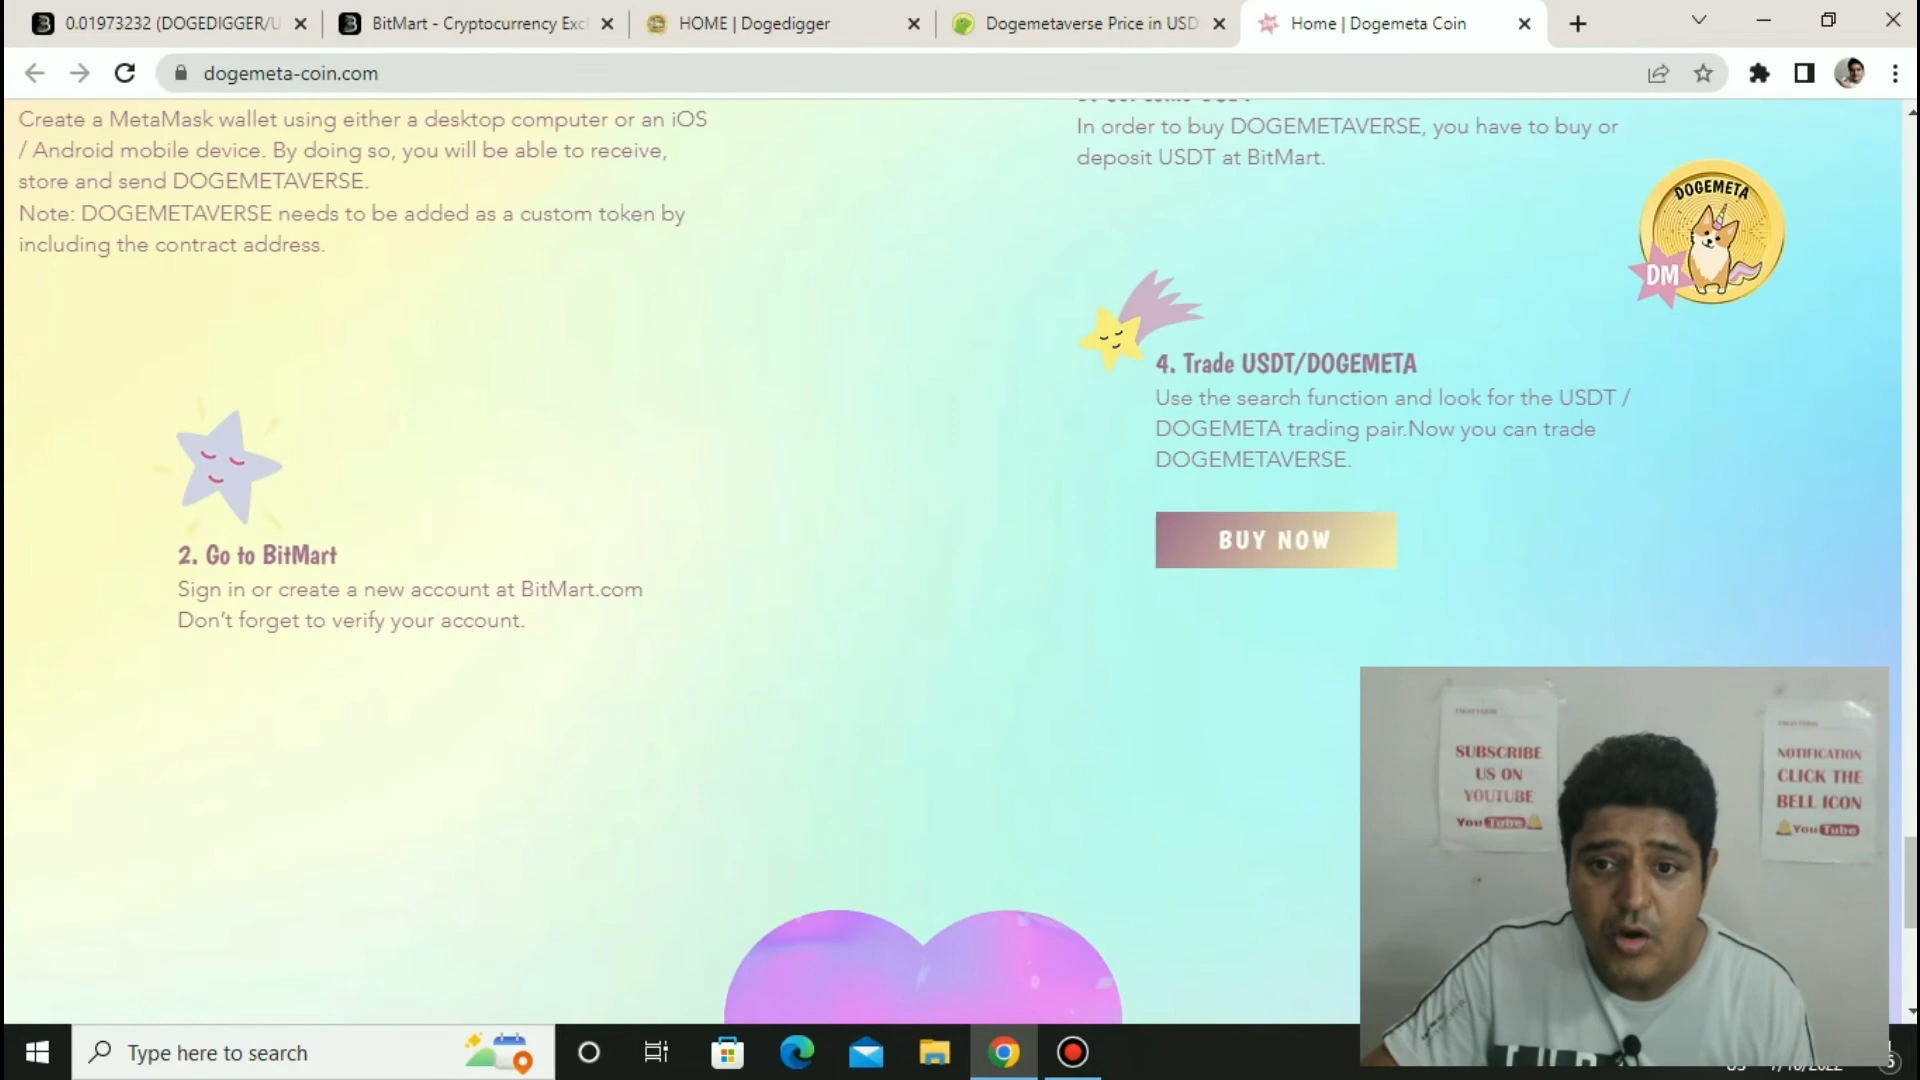 0.01973232 (DOGEDIGGER/U
BitMart - Cryptocurrency Exc
HOME | Dogedigger
Dogemetaverse Price in USD
Home | Dogemeta Coin
dogemeta-coin.com
Create a MetaMask wallet using either a desktop computer or an iOS
/ Android mobile device. By doing so, you will be able to receive,
store and send DOGEMETAVERSE.
Note: DOGEMETAVERSE needs to be added as a custom token by
including the contract address.
In order to buy DOGEMETAVERSE, you have to buy or
deposit USDT at BitMart.
DOGEMETA
DM
4. Trade USDT/DOGEMETA
Use the search function and look for the USDT /
DOGEMETA trading pair.Now you can trade
DOGEMETAVERSE.
BUY NOW
2. Go to BitMart
Sign in or create a new account at BitMart.com
Don't forget to verify your account.
SUBSCRIBE
US ON
YOUTUBE
YouTube
NOTIFICATION
CLICK THE
BELL ICON
YouTube
Type here to search